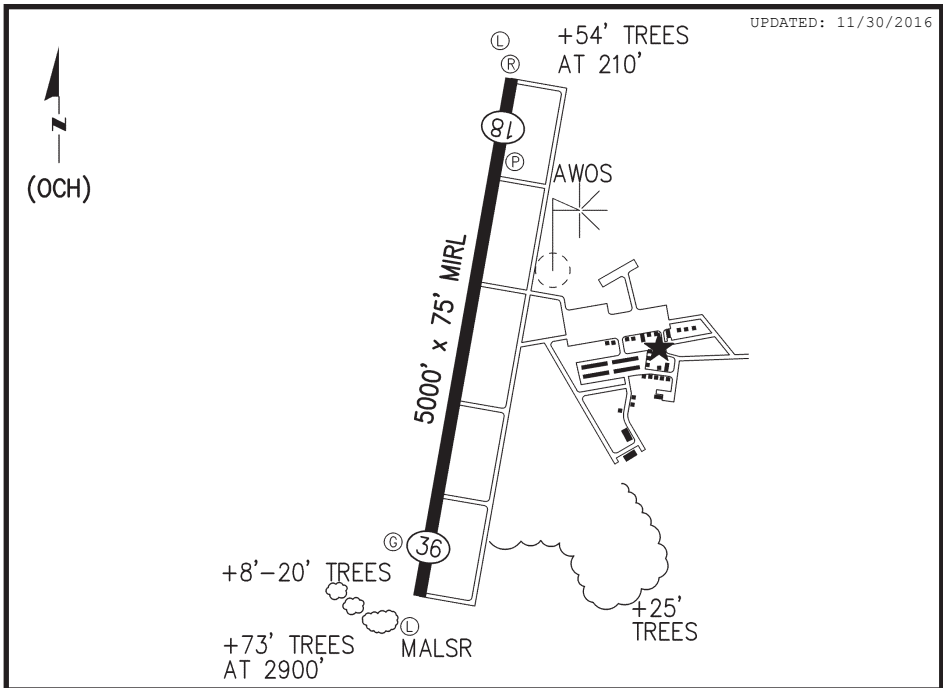 UPDATED: 11/30/2016
L
+54' TREES
R
AT 210'
N
18
(OCH)
P
AWOS
5000' x 75' MIRL
G
36
+8'-20' TREES
+25'
TREES
L
MALSR
+73' TREES
AT 2900'